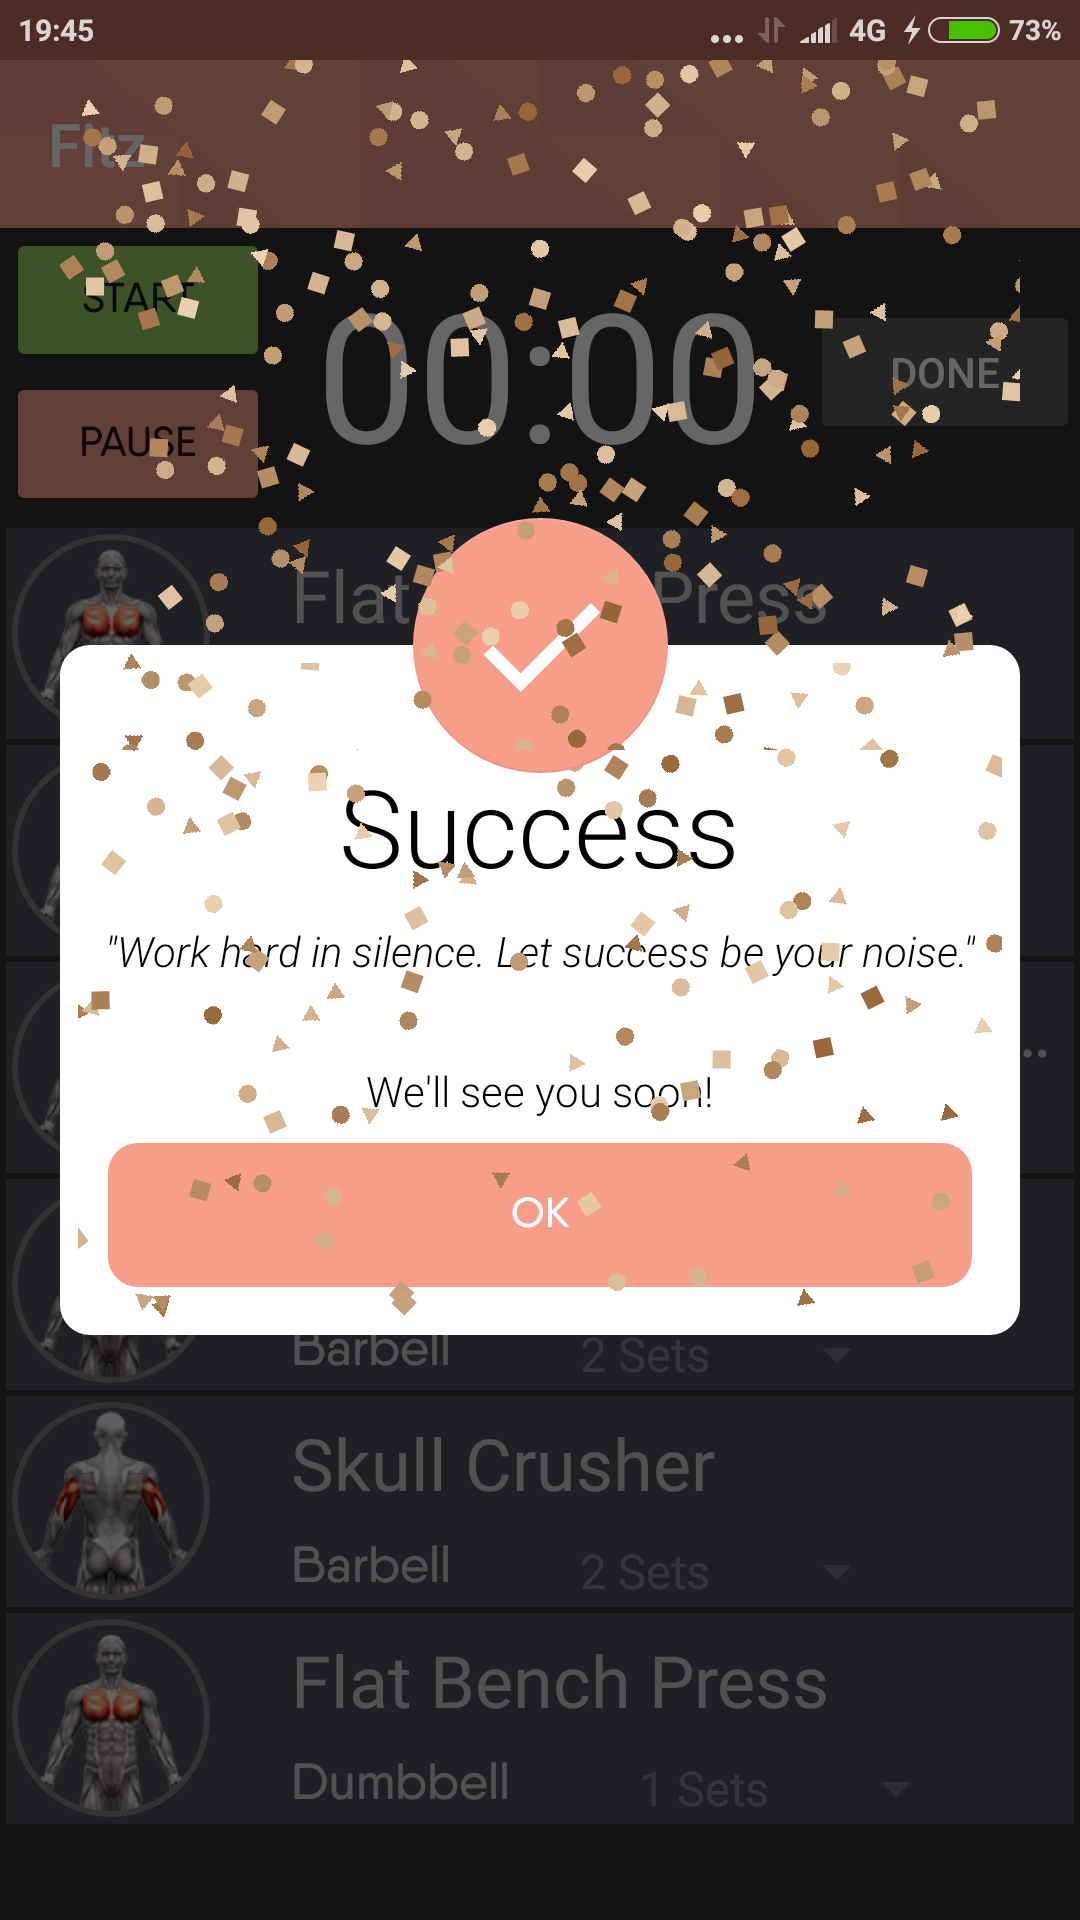 19:45 4G 73%
Fitz
START
00:00
DONE
PAUSE
Flat Press
Success
"Work hard in silence. Let success be your noise."
We'll see you soon!
OK
Barbell 2 Sets
Skull Crusher
Barbell 2 Sets
Flat Bench Press
Dumbbell 1 Sets